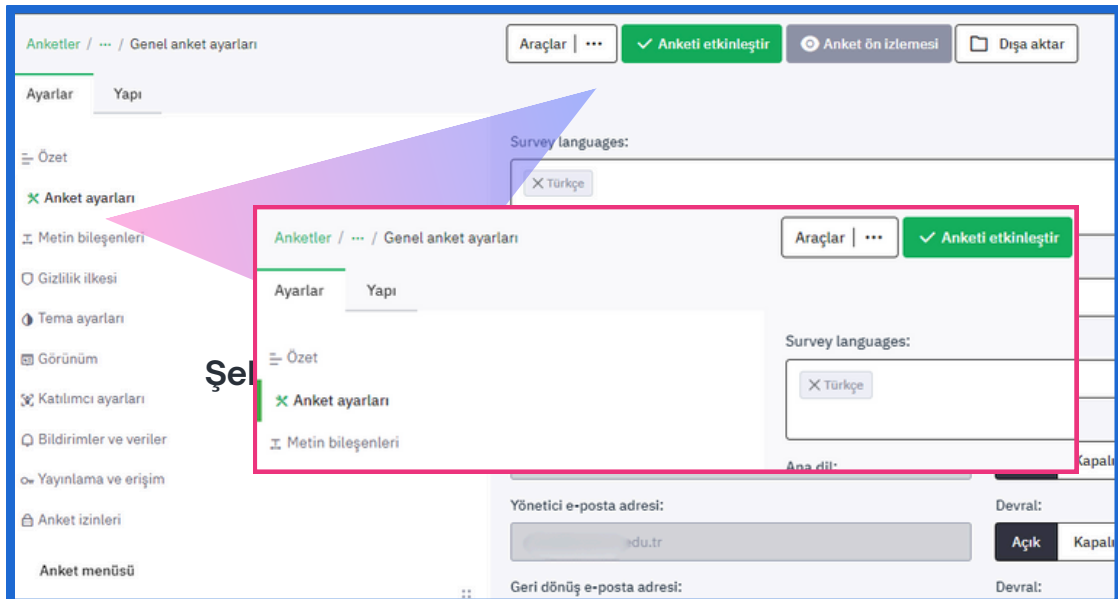 Anketler / ··· / Genel anket ayarları
Araçlar | ···
Anketi etkinleştir
Anket ön izlemesi
Dışa aktar
Ayarlar
Yapı
Özet
Anket ayarları
Metin bileşenleri
Gizlilik ilkesi
Tema ayarları
Görünüm
Katılımcı ayarları
Bildirimler ve veriler
Yayınlama ve erişim
Anket izinleri
Anket menüsü
Survey languages:
Türkçe
Şel
Anketler / ··· / Genel anket ayarları
Araçlar | ···
Anketi etkinleştir
Ayarlar
Yapı
Özet
Anket ayarları
Metin bileşenleri
Survey languages:
Türkçe
Ana dil:
Kapalı
Yönetici e-posta adresi:
Devral:
edu.tr
Açık
Kapalı
Geri dönüş e-posta adresi:
Devral: